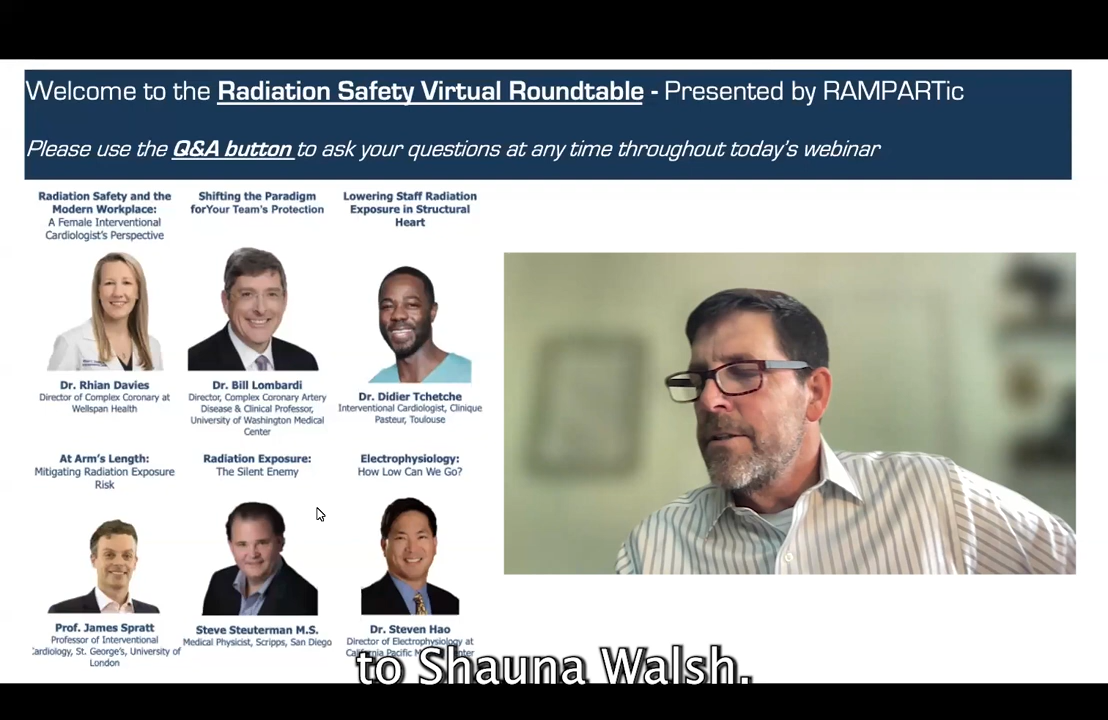 Welcome to the Radiation Safety Virtual Roundtable - Presented by RAMPARTic
Please use the Q&A button to ask your questions at any time throughout today's webinar
Radiation Safety and the
Modern Workplace:
A Female Interventional
Cardiologist's Perspective
Dr. Rhian Davies
Director of Complex Coronary at
Wellspan Health
Shifting the Paradigm
forYour Team's Protection
Dr. Bill Lombardi
Director, Complex Coronary Artery
Disease & Clinical Professor,
University of Washington Medical
Center
Lowering Staff Radiation
Exposure in Structural
Heart
Dr. Didier Tchetche
Interventional Cardiologist, Clinique
Pasteur, Toulouse
At Arm's Length:
Mitigating Radiation Exposure
Risk
Prof. James Spratt
Professor of Interventional
Cardiology, St. George's, University of
London
Radiation Exposure:
The Silent Enemy
Steve Steuterman M.S.
Medical Physicist, Scripps, San Diego
Electrophysiology:
How Low Can We Go?
Dr. Steven Hao
Director of Electrophysiology at
California Pacific
to Shauna Walsh.